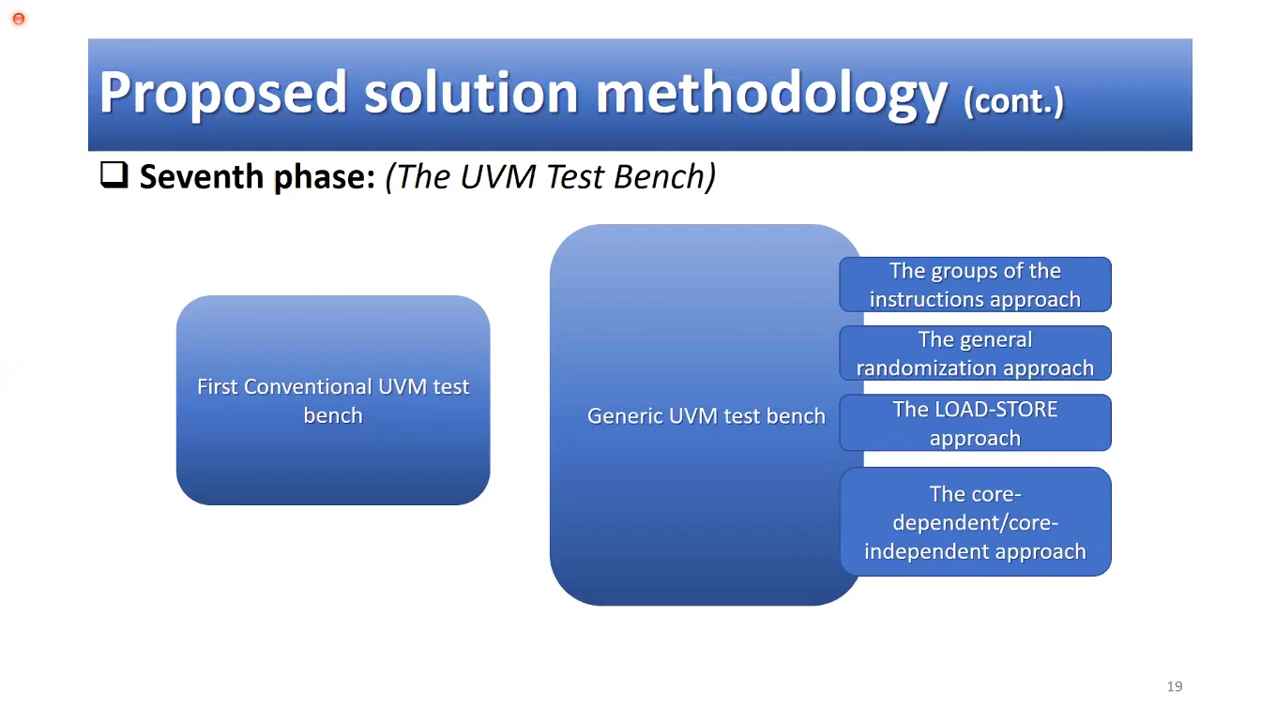 Proposed solution methodology (cont.)
❑ Seventh phase: (The UVM Test Bench)
First Conventional UVM test
bench
Generic UVM test bench
The groups of the
instructions approach
The general
randomization approach
The LOAD-STORE
approach
The core-
dependent/core-
independent approach
19